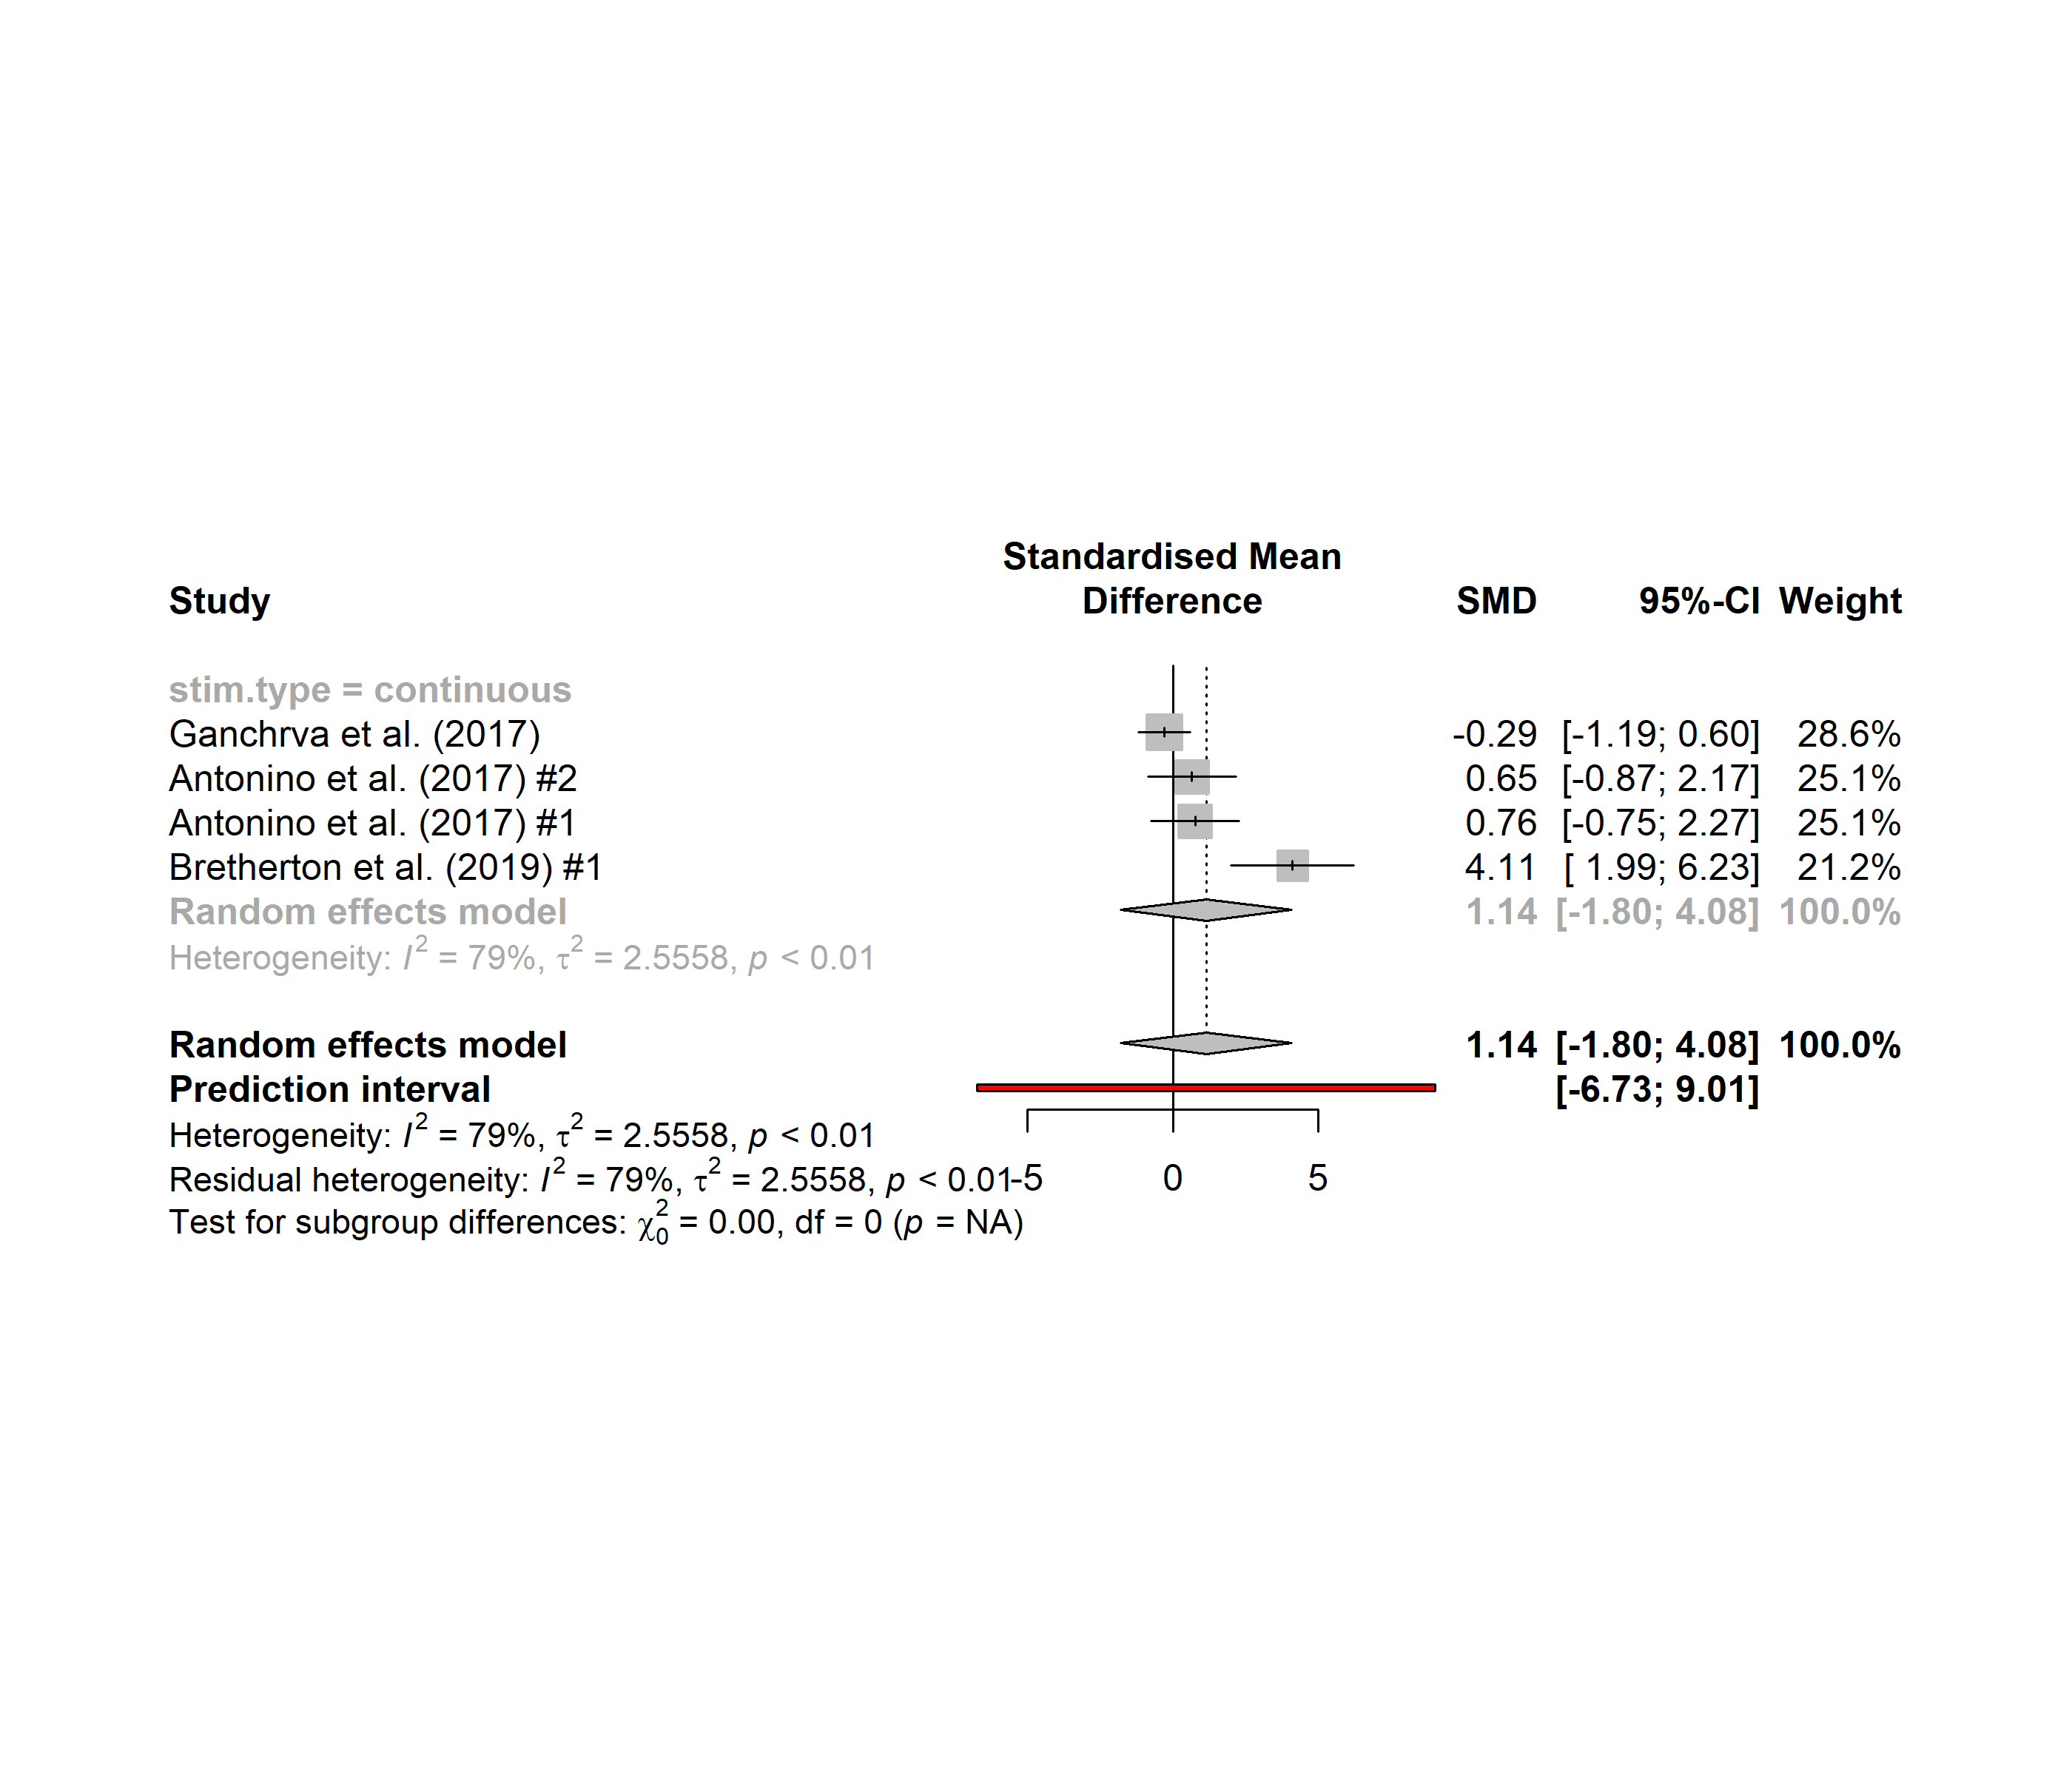 Standardised Mean
Study Difference SMD 95%-CI Weight
stim.type = continuous
Ganchrva et al. (2017) -0.29 [-1.19; 0.60] 28.6%
Antonino et al. (2017) #2 0.65 [-0.87; 2.17] 25.1%
Antonino et al. (2017) #1 0.76 [-0.75; 2.27] 25.1%
Bretherton et al. (2019) #1 4.11 [ 1.99; 6.23] 21.2%
Random effects model 1.14 [-1.80; 4.08] 100.0%
Heterogeneity: I² = 79%, τ² = 2.5558, p < 0.01
Random effects model 1.14 [-1.80; 4.08] 100.0%
Prediction interval [-6.73; 9.01]
Heterogeneity: I² = 79%, τ² = 2.5558, p < 0.01
Residual heterogeneity: I² = 79%, τ² = 2.5558, p < 0.01 -5 0 5
Test for subgroup differences: χ²₀ = 0.00, df = 0 (p = NA)